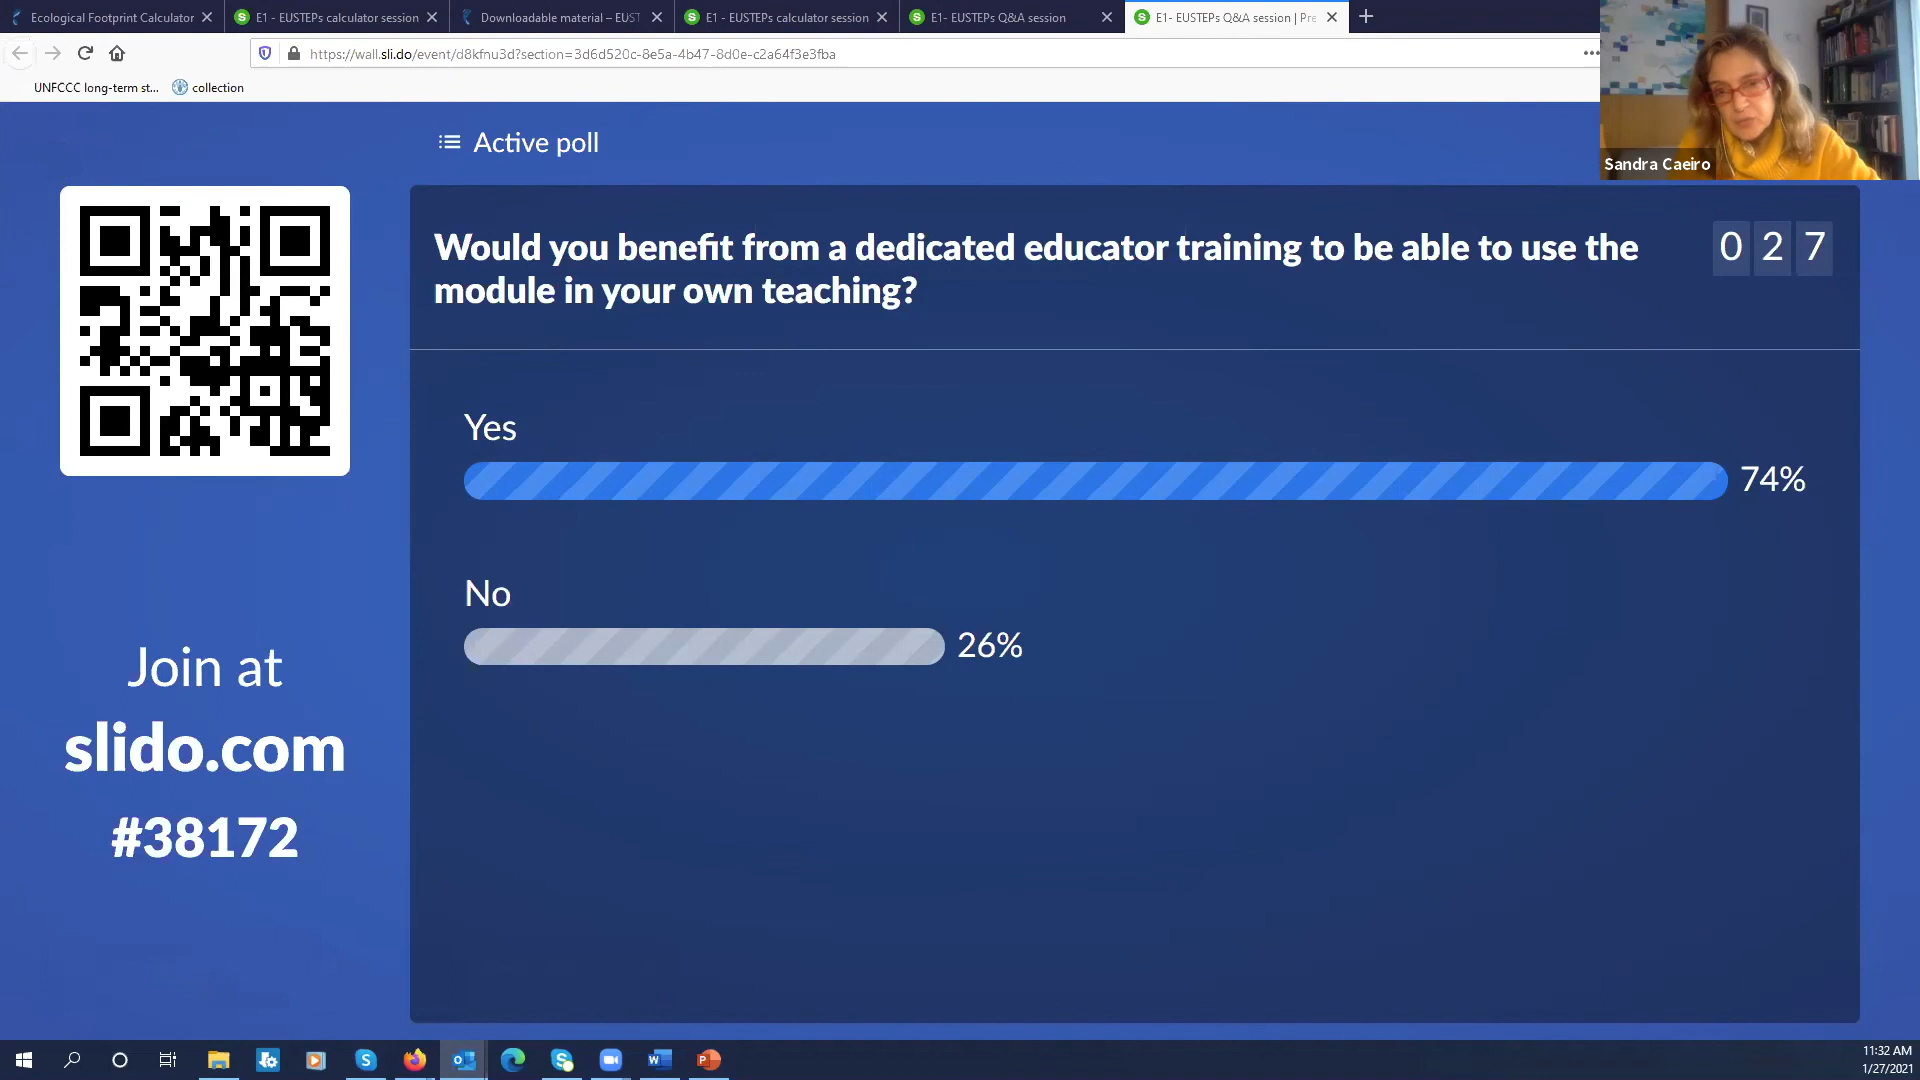 Ecological Footprint Calculator
E1 - EUSTEPs calculator session
Downloadable material – EUST
E1 - EUSTEPs calculator session
E1- EUSTEPs Q&A session
E1- EUSTEPs Q&A session | Pre
https://wall.sli.do/event/d8kfnu3d?section=3d6d520c-8e5a-4b47-8d0e-c2a64f3e3fba
UNFCCC long-term st...
collection
Sandra Caeiro
Active poll
Would you benefit from a dedicated educator training to be able to use the
module in your own teaching?
027
Yes
74%
No
26%
Join at
slido.com
#38172
11:32 AM
1/27/2021